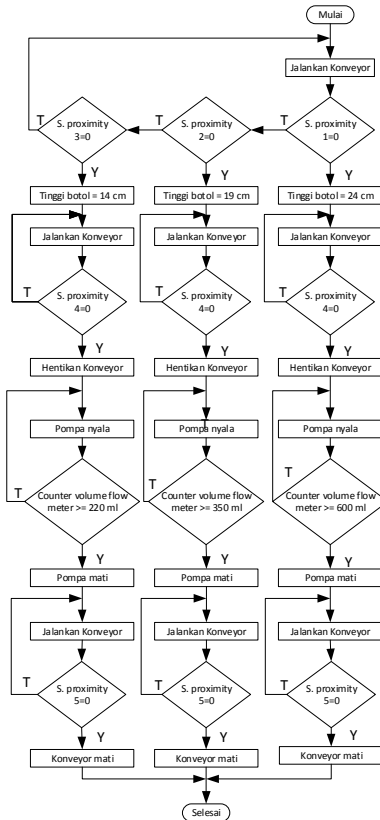 Mulai
Jalankan Konveyor
T
S. proximity
3=0
T
S. proximity
2=0
T
S. proximity
1=0
Y
Y
Y
Tinggi botol = 14 cm
Tinggi botol = 19 cm
Tinggi botol = 24 cm
Jalankan Konveyor
Jalankan Konveyor
Jalankan Konveyor
T
S. proximity
4=0
T
S. proximity
4=0
T
S. proximity
4=0
Y
Y
Y
Hentikan Konveyor
Hentikan Konveyor
Hentikan Konveyor
Pompa nyala
Pompa nyala
T
Pompa nyala
T
Counter volume flow
meter >= 220 ml
T
Counter volume flow
meter >= 350 ml
T
Counter volume flow
meter >= 600 ml
Y
Y
Y
Pompa mati
Pompa mati
Pompa mati
Jalankan Konveyor
Jalankan Konveyor
Jalankan Konveyor
T
S. proximity
5=0
T
S. proximity
5=0
T
S. proximity
5=0
Y
Y
Y
Konveyor mati
Konveyor mati
Konveyor mati
Selesai